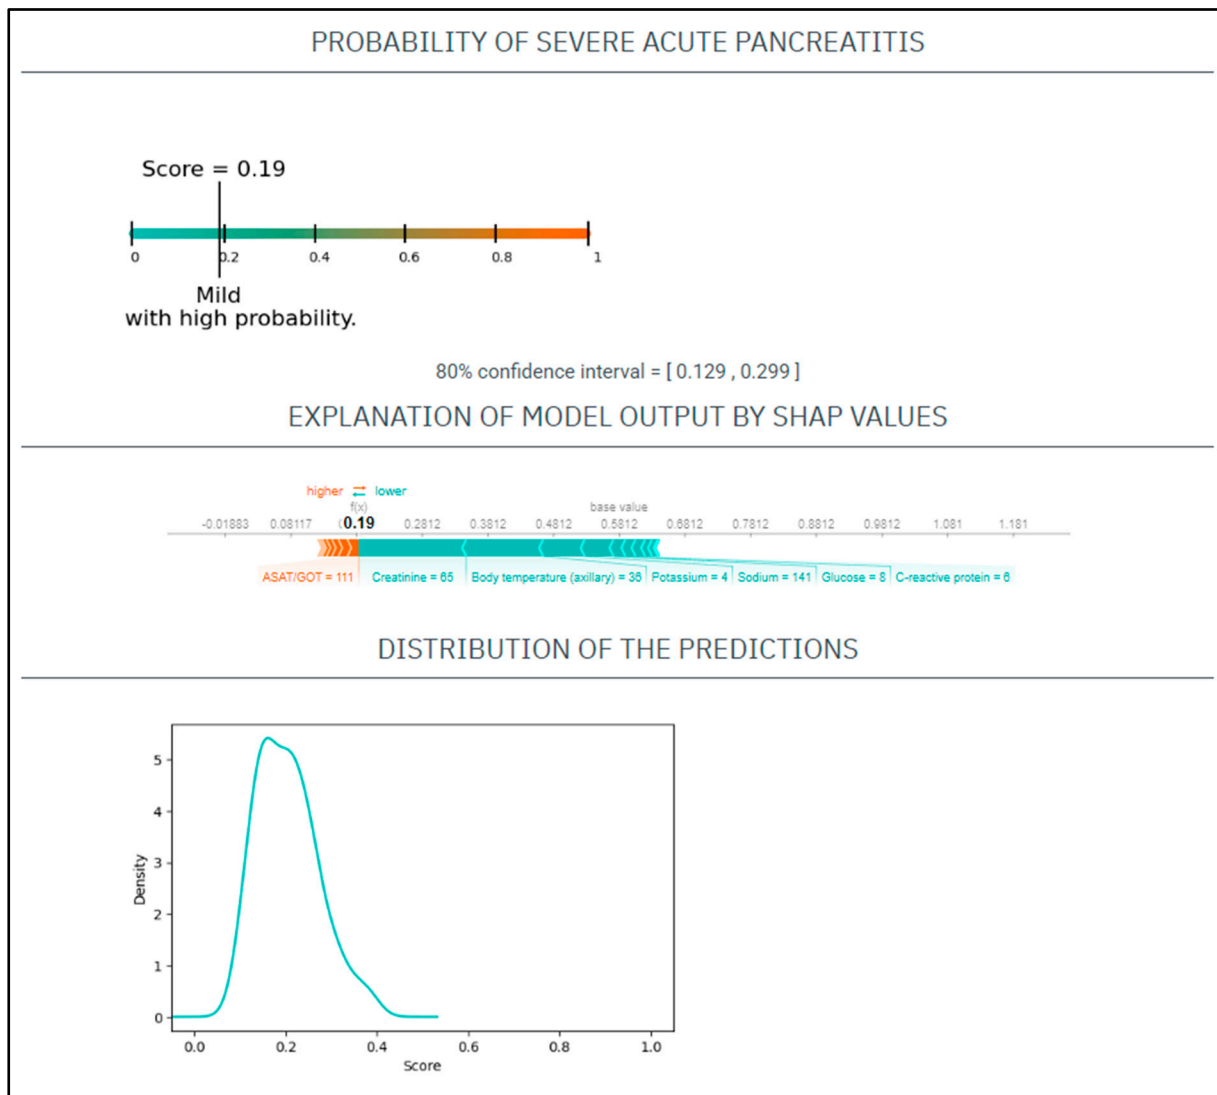 PROBABILITY OF SEVERE ACUTE PANCREATITIS
Score = 0.19
0 0.2 0.4 0.6 0.8 1
Mild
with high probability.
80% confidence interval = [ 0.129 , 0.299 ]
EXPLANATION OF MODEL OUTPUT BY SHAP VALUES
higher ⇄ lower
f(x) base value
-0.01883 0.08117 0.19 0.2812 0.3812 0.4812 0.5812 0.6812 0.7812 0.8812 0.9812 1.081 1.181
ASAT/GOT = 111 Creatinine = 65 Body temperature (axillary) = 36 Potassium = 4 Sodium = 141 Glucose = 8 C-reactive protein = 6
DISTRIBUTION OF THE PREDICTIONS
5
4
3
2
1
0
Density
0.0 0.2 0.4 0.6 0.8 1.0
Score